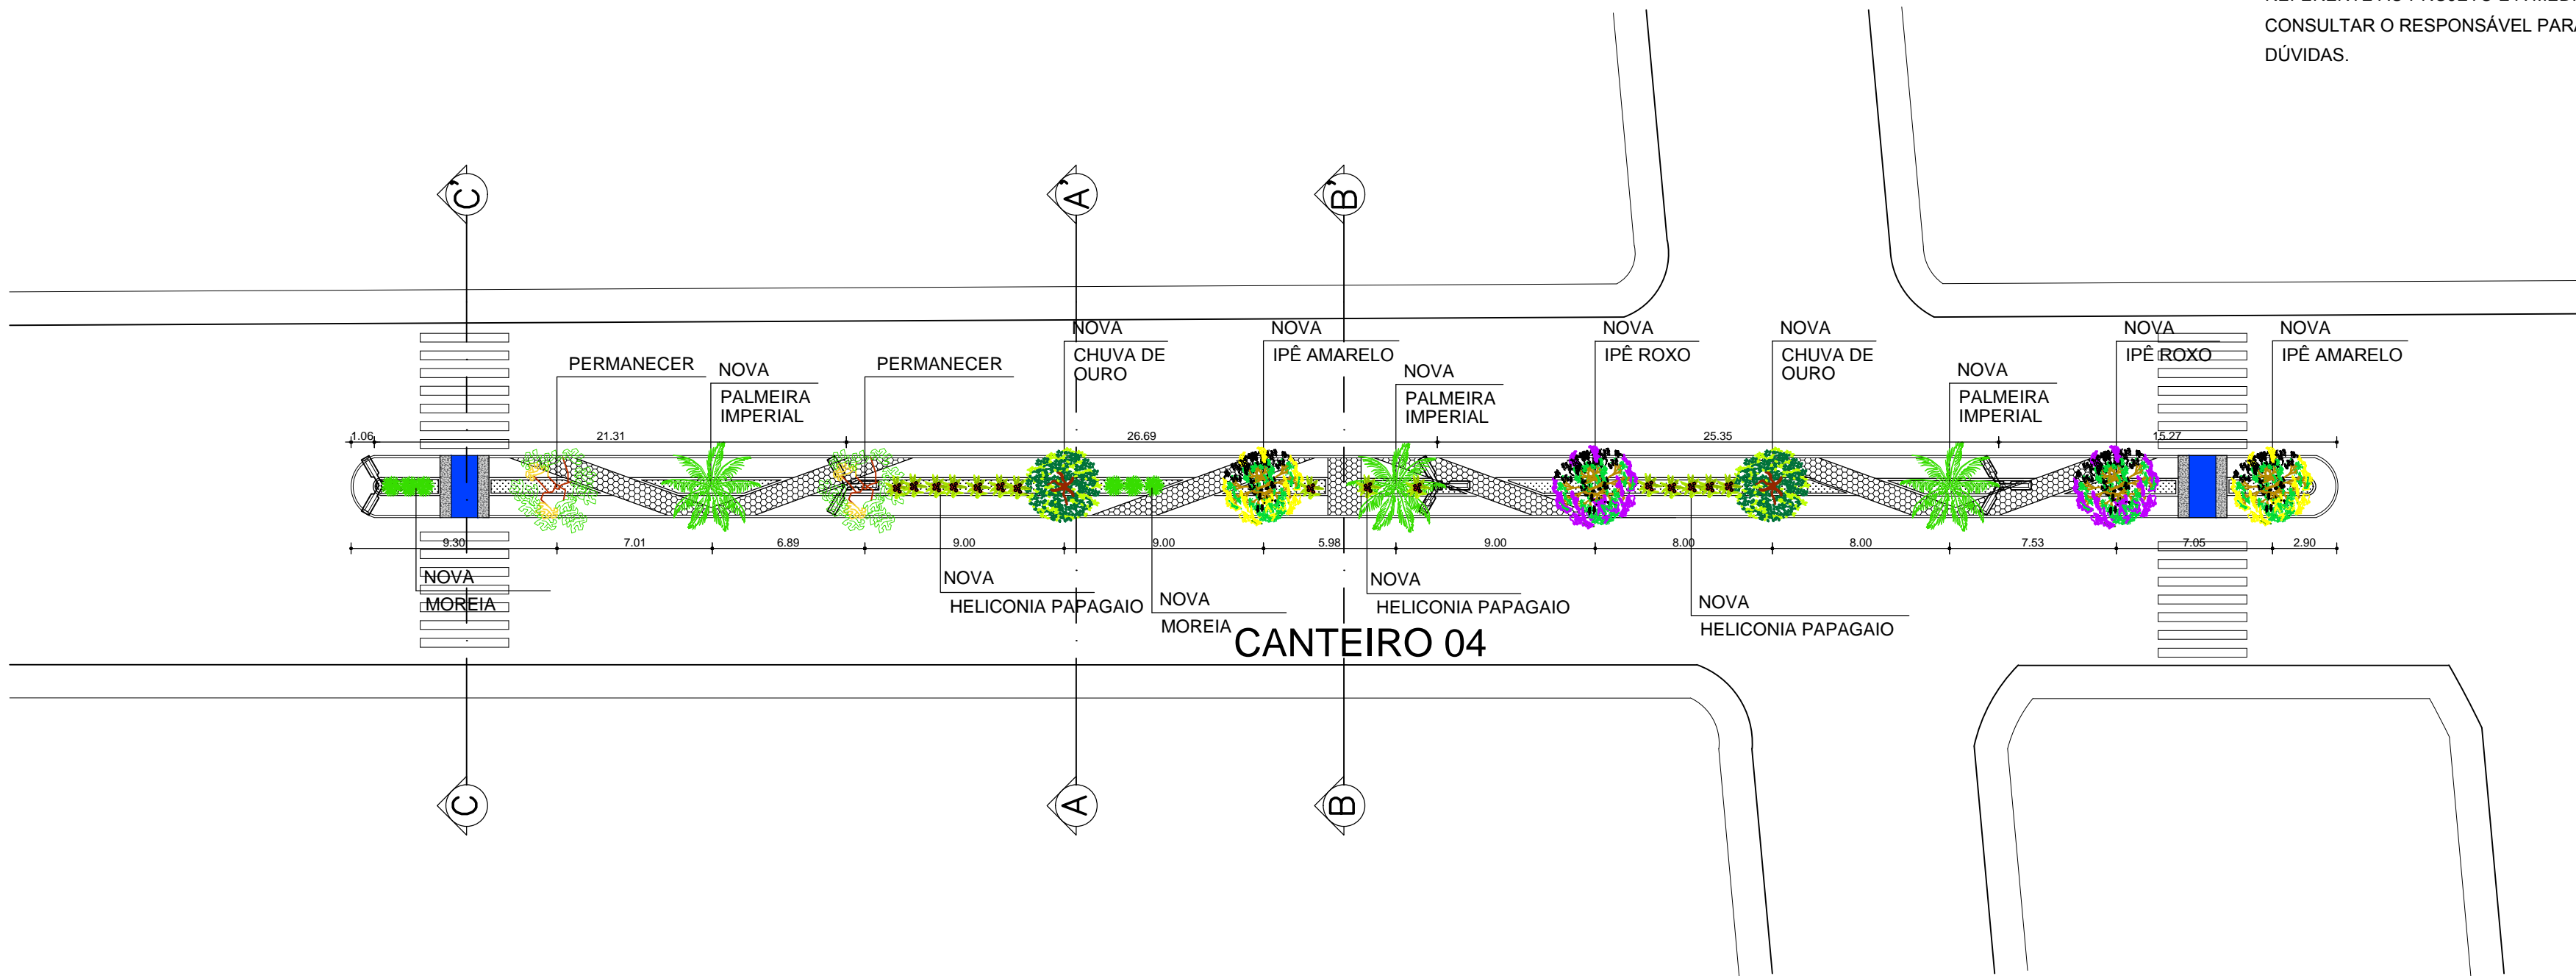 CONSULTAR O RESPONSÁVEL PARA
DÚVIDAS.
C'
A'
B'
NOVA
CHUVA DE
OURO
NOVA
IPÊ AMARELO
NOVA
IPÊ ROXO
NOVA
CHUVA DE
OURO
NOVA
IPÊ ROXO
NOVA
IPÊ AMARELO
PERMANECER
NOVA
PALMEIRA
IMPERIAL
PERMANECER
NOVA
PALMEIRA
IMPERIAL
NOVA
PALMEIRA
IMPERIAL
1.06
21.31
26.69
25.35
15.27
9.30
7.01
6.89
9.00
9.00
5.98
9.00
8.00
8.00
7.53
7.05
2.90
NOVA
MOREIA
NOVA
HELICONIA PAPAGAIO
NOVA
MOREIA
NOVA
HELICONIA PAPAGAIO
NOVA
HELICONIA PAPAGAIO
CANTEIRO 04
C
A
B